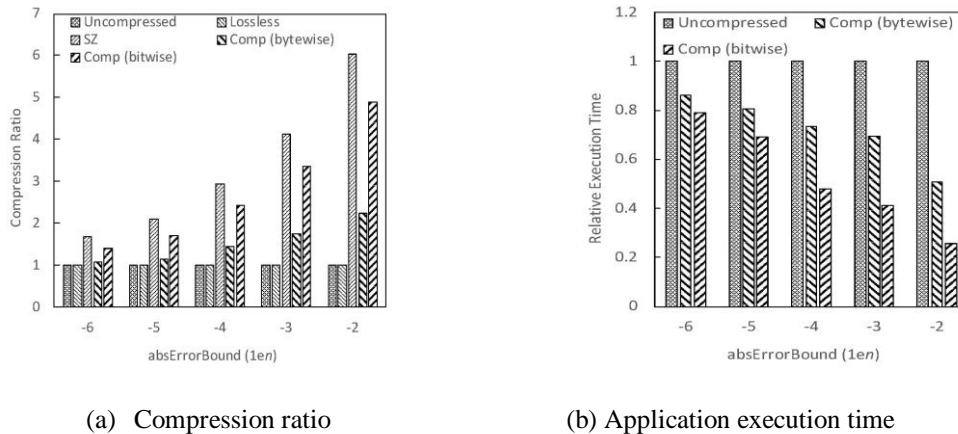 7
6
5
4
3
2
1
0
Compression Ratio
Uncompressed Lossless
SZ Comp (bytewise)
Comp (bitwise)
-6 -5 -4 -3 -2
absErrorBound (1en)
(a) Compression ratio
1.2
1
0.8
0.6
0.4
0.2
0
Relative Execution Time
Uncompressed Comp (bytewise)
Comp (bitwise)
-6 -5 -4 -3 -2
absErrorBound (1en)
(b) Application execution time